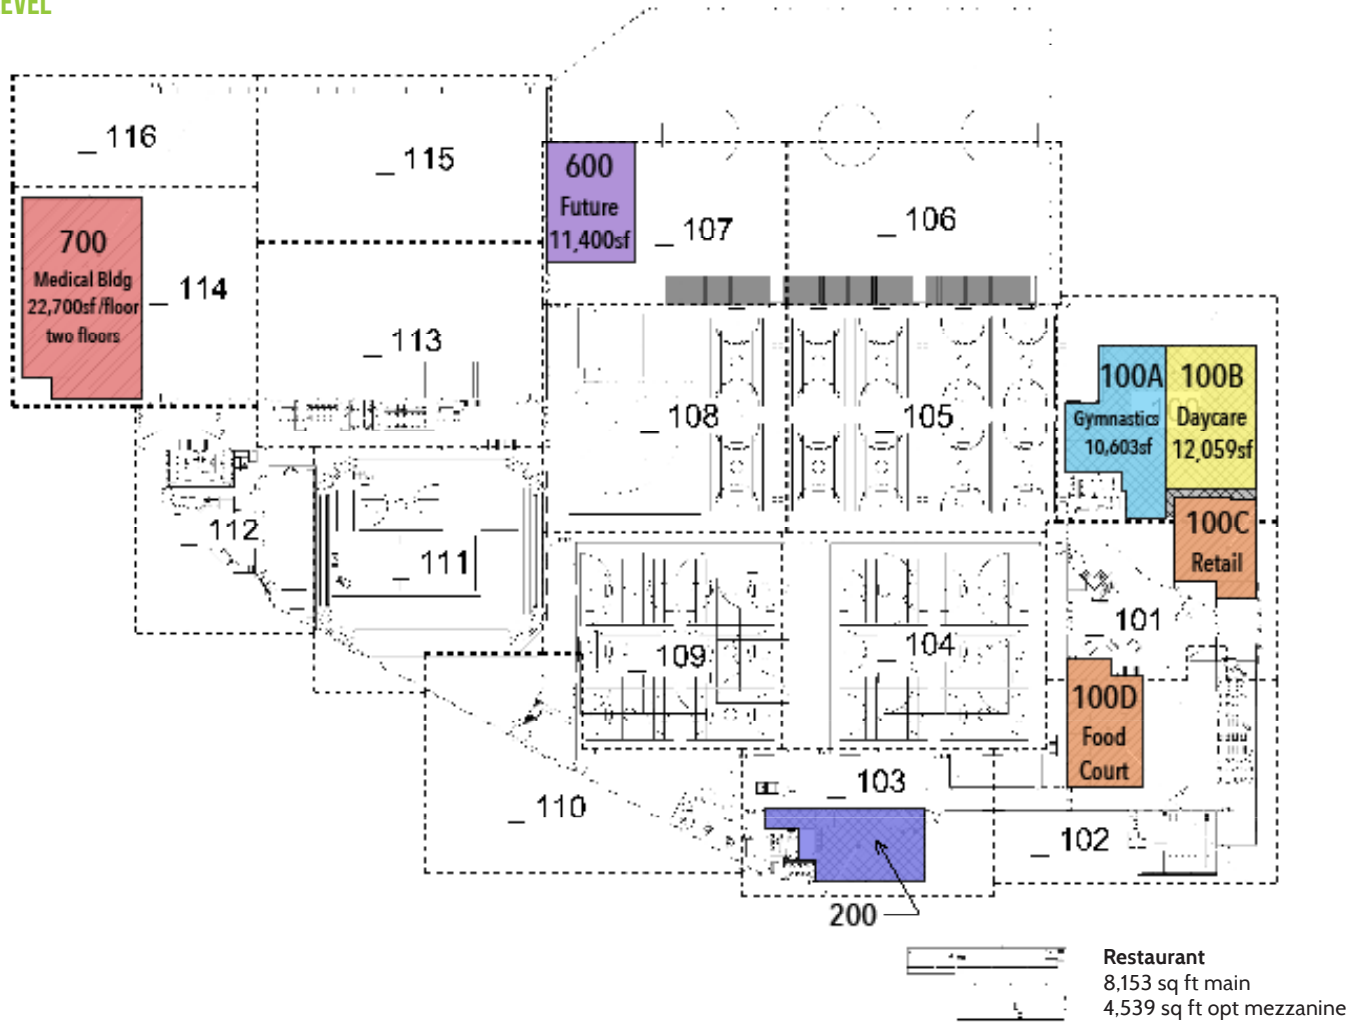 EVEL
_ 116
_ 115
600
Future
11,400sf
_ 107
_ 106
700
Medical Bldg
22,700sf/floor
two floors
_ 114
_ 113
_ 108
_ 105
100A
Gymnastics
10,603sf
100B
Daycare
12,059sf
100C
Retail
_ 112
_ 111
_ 109
_ 104
_ 101
100D
Food
Court
_ 110
_ 103
_ 102
200
Restaurant
8,153 sq ft main
4,539 sq ft opt mezzanine